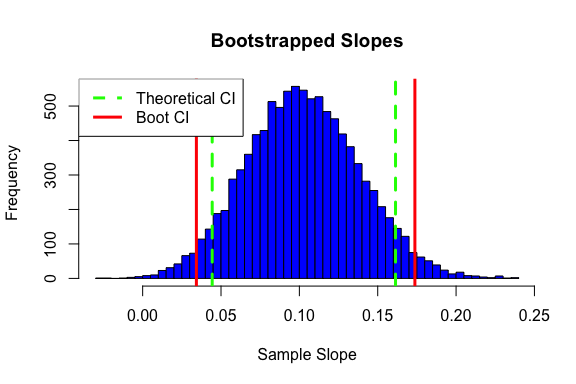 Bootstrapped Slopes
Theoretical CI
Boot CI
Frequency
500
300
100
0
0.00 0.05 0.10 0.15 0.20 0.25
Sample Slope